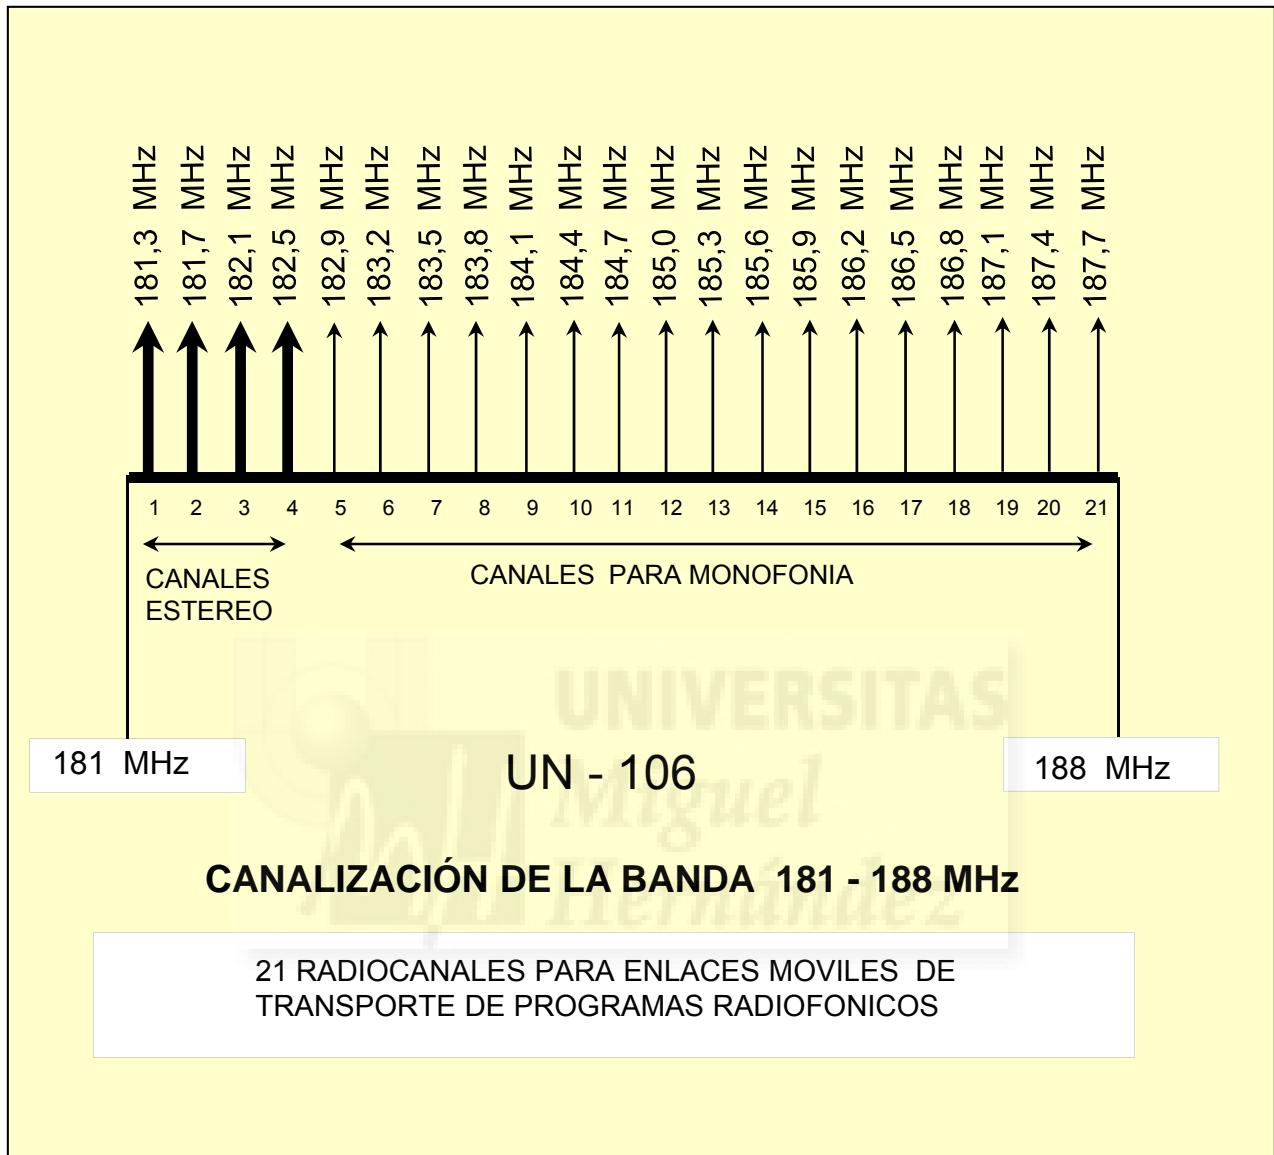 181,3 MHz
181,7 MHz
182,1 MHz
182,5 MHz
182,9 MHz
183,2 MHz
183,5 MHz
183,8 MHz
184,1 MHz
184,4 MHz
184,7 MHz
185,0 MHz
185,3 MHz
185,6 MHz
185,9 MHz
186,2 MHz
186,5 MHz
186,8 MHz
187,1 MHz
187,4 MHz
187,7 MHz
1 2 3 4 5 6 7 8 9 10 11 12 13 14 15 16 17 18 19 20 21
CANALES
ESTEREO
CANALES PARA MONOFONIA
UNIVERSITAS
Miguel
Hernández
181 MHz
UN - 106
188 MHz
CANALIZACIÓN DE LA BANDA 181 - 188 MHz
21 RADIOCANALES PARA ENLACES MOVILES DE
TRANSPORTE DE PROGRAMAS RADIOFONICOS